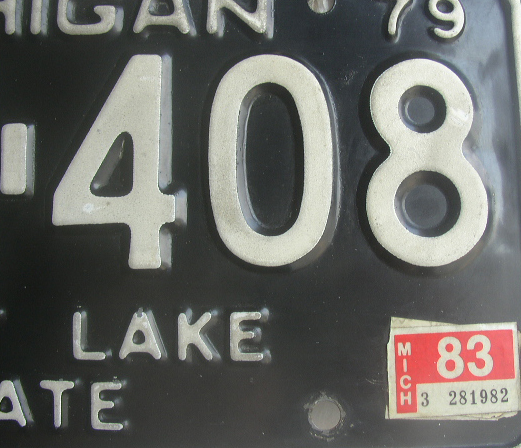 HIGAN 79
408
LAKE
ATE
MICH 83
3 281982